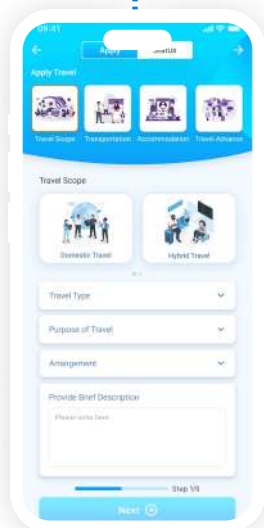 09:41
Apply
Apply Travel
Travel Scope
Transportation
Accommodation
Travel Advance
Travel Scope
Domestic Travel
Hybrid Travel
Travel Type
Purpose of Travel
Arrangement
Provide Brief Description
Please write here
Step 1/5
Next